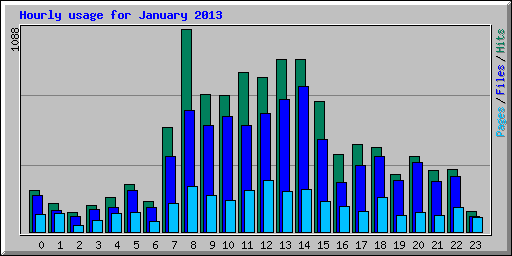 Hourly usage for January 2013
1088
Pages / Files / Hits
0 1 2 3 4 5 6 7 8 9 10 11 12 13 14 15 16 17 18 19 20 21 22 23